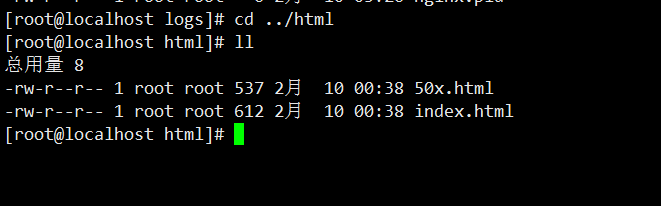 [root@localhost logs]# cd ../html
[root@localhost html]# ll
总用量 8
-rw-r--r-- 1 root root 537 2月  10 00:38 50x.html
-rw-r--r-- 1 root root 612 2月  10 00:38 index.html
[root@localhost html]#